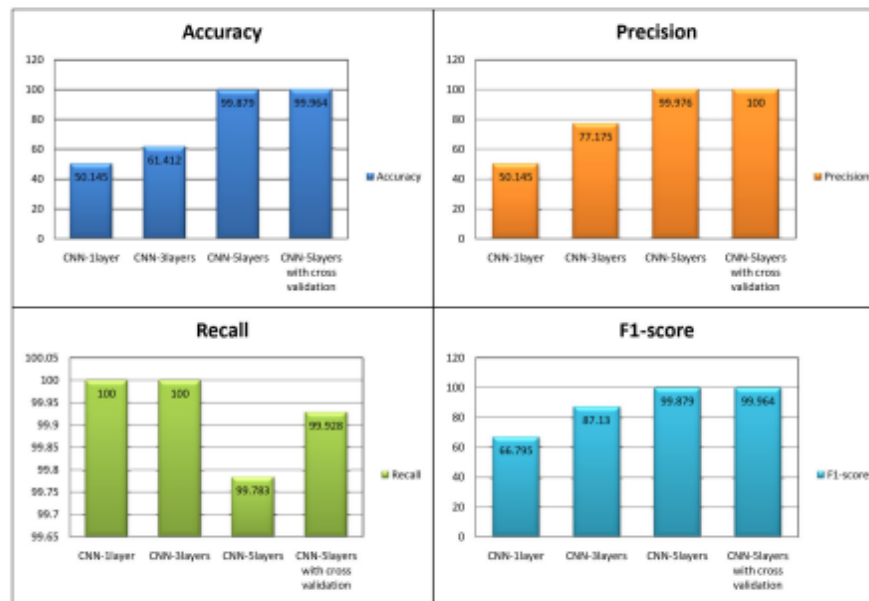 Accuracy
120
100
80
60
40
20
0
50.145
61.412
99.879
99.964
CNN-1layer
CNN-3layers
CNN-5layers
CNN-5layers
with cross
validation
Accuracy
Precision
120
100
80
60
40
20
0
50.145
77.175
99.976
100
CNN-1layer
CNN-3layers
CNN-5layers
CNN-5layers
with cross
validation
Precision
Recall
100.05
100
99.95
99.9
99.85
99.8
99.75
99.7
99.65
100
100
99.783
99.928
CNN-1layer
CNN-3layers
CNN-5layers
CNN-5layers
with cross
validation
Recall
F1-score
120
100
80
60
40
20
0
66.795
87.13
99.879
99.964
CNN-1layer
CNN-3layers
CNN-5layers
CNN-5layers
with cross
validation
F1-score